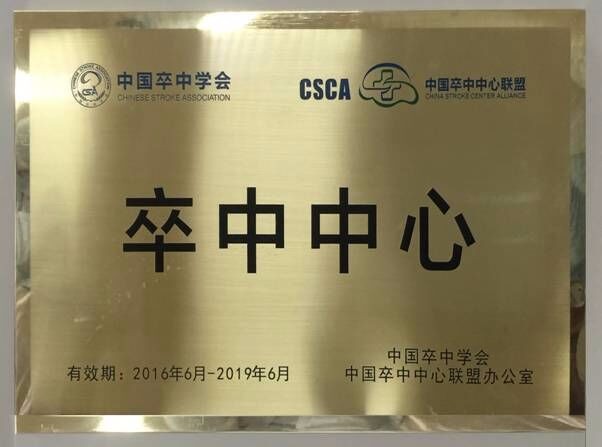 中国卒中学会
CHINESE STROKE ASSOCIATION
CSCA
中国卒中中心联盟
CHINA STROKE CENTER ALLIANCE
卒中中心
有效期：2016年6月-2019年6月
中国卒中学会
中国卒中中心联盟办公室